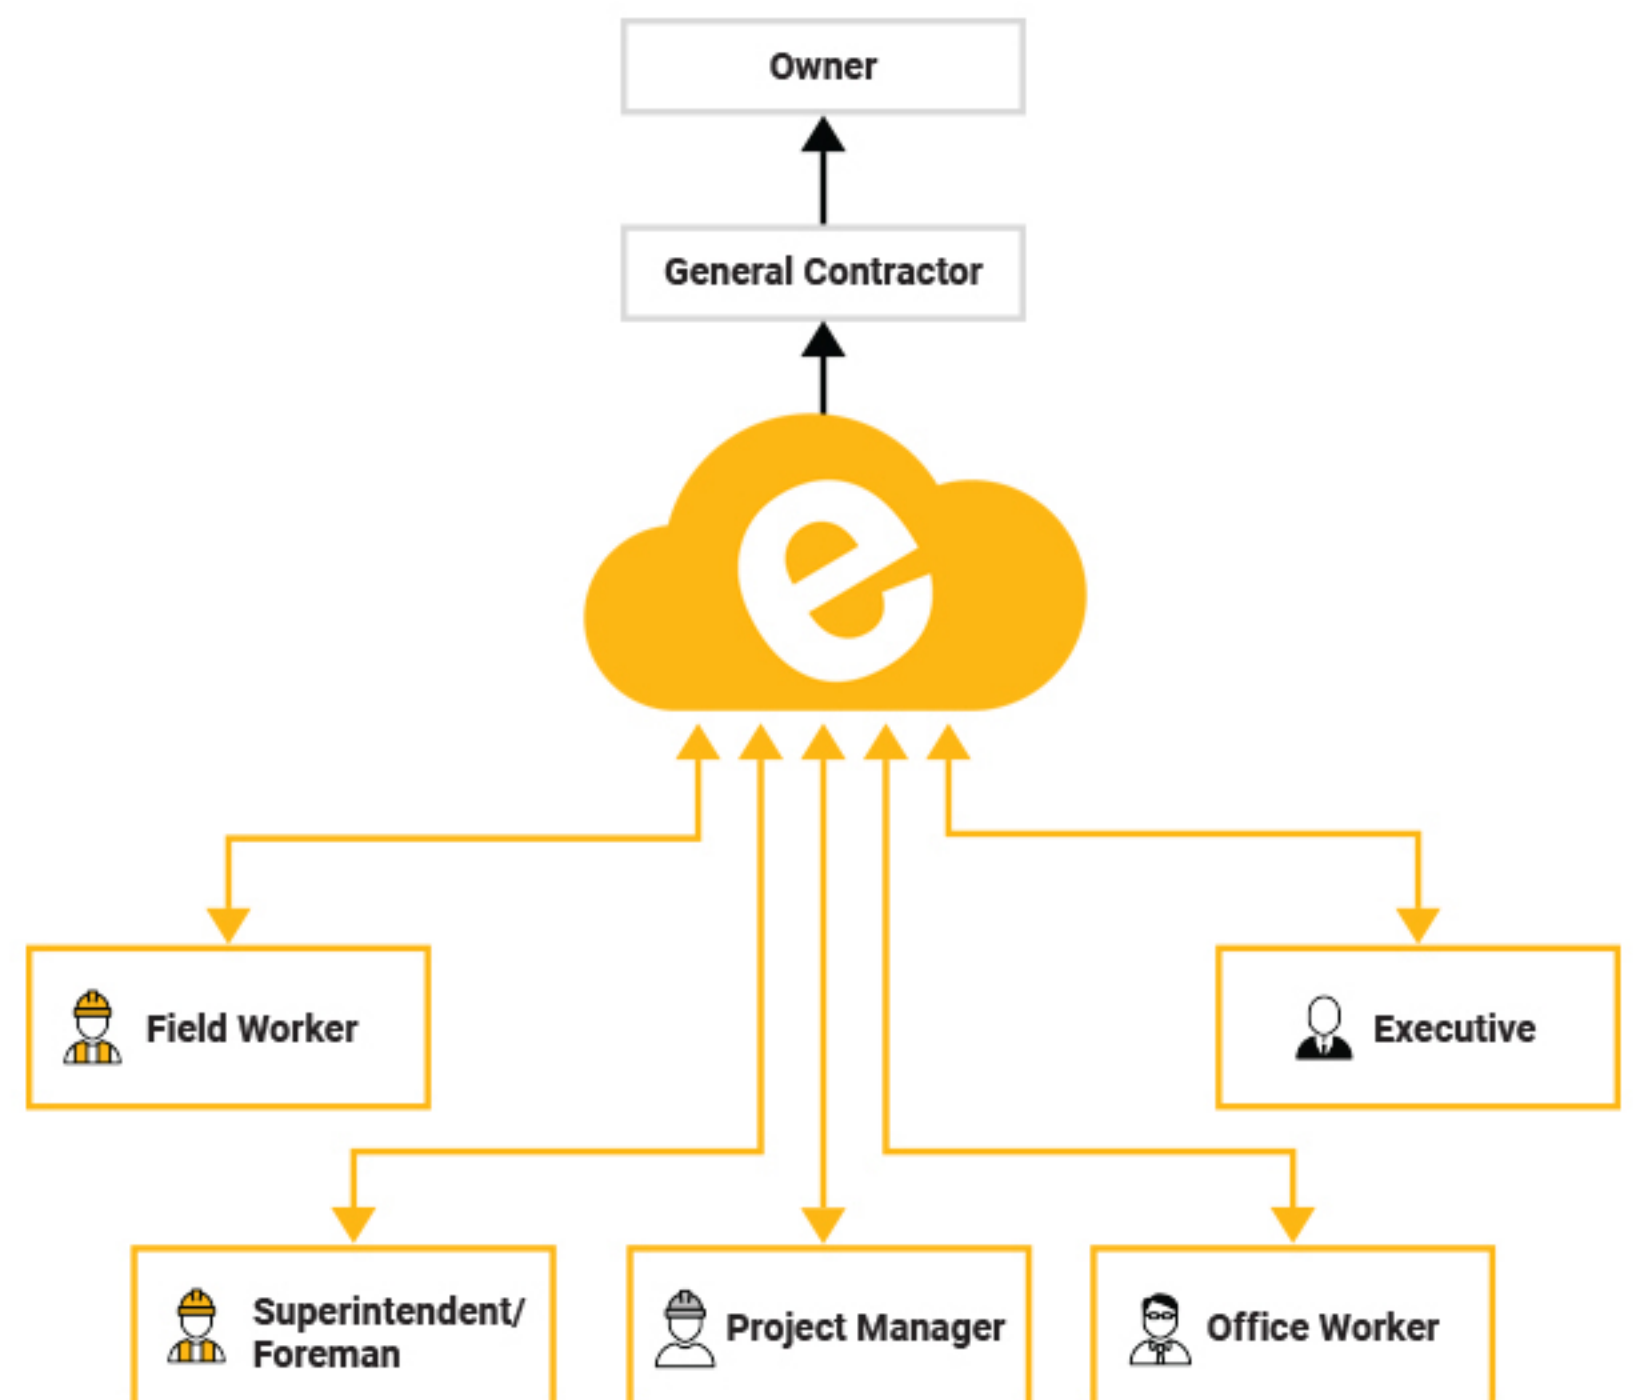 Owner
General Contractor
e
Field Worker
Executive
Superintendent/
Foreman
Project Manager
Office Worker